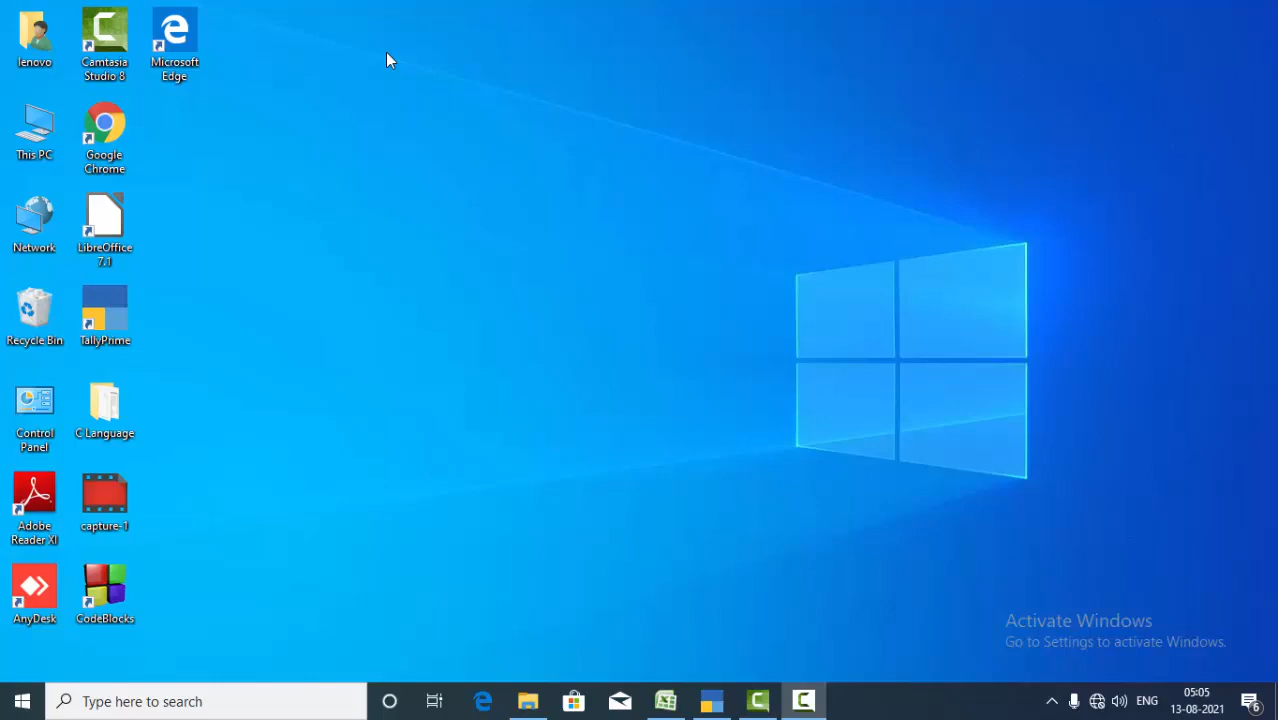 lenovo
Camtasia
Studio 8
Microsoft
Edge
This PC
Google
Chrome
Network
LibreOffice
7.1
Recycle Bin
TallyPrime
Control
Panel
C Language
Adobe
Reader XI
capture-1
AnyDesk
CodeBlocks
Activate Windows
Go to Settings to activate Windows.
Type here to search
ENG
05:05
13-08-2021
6